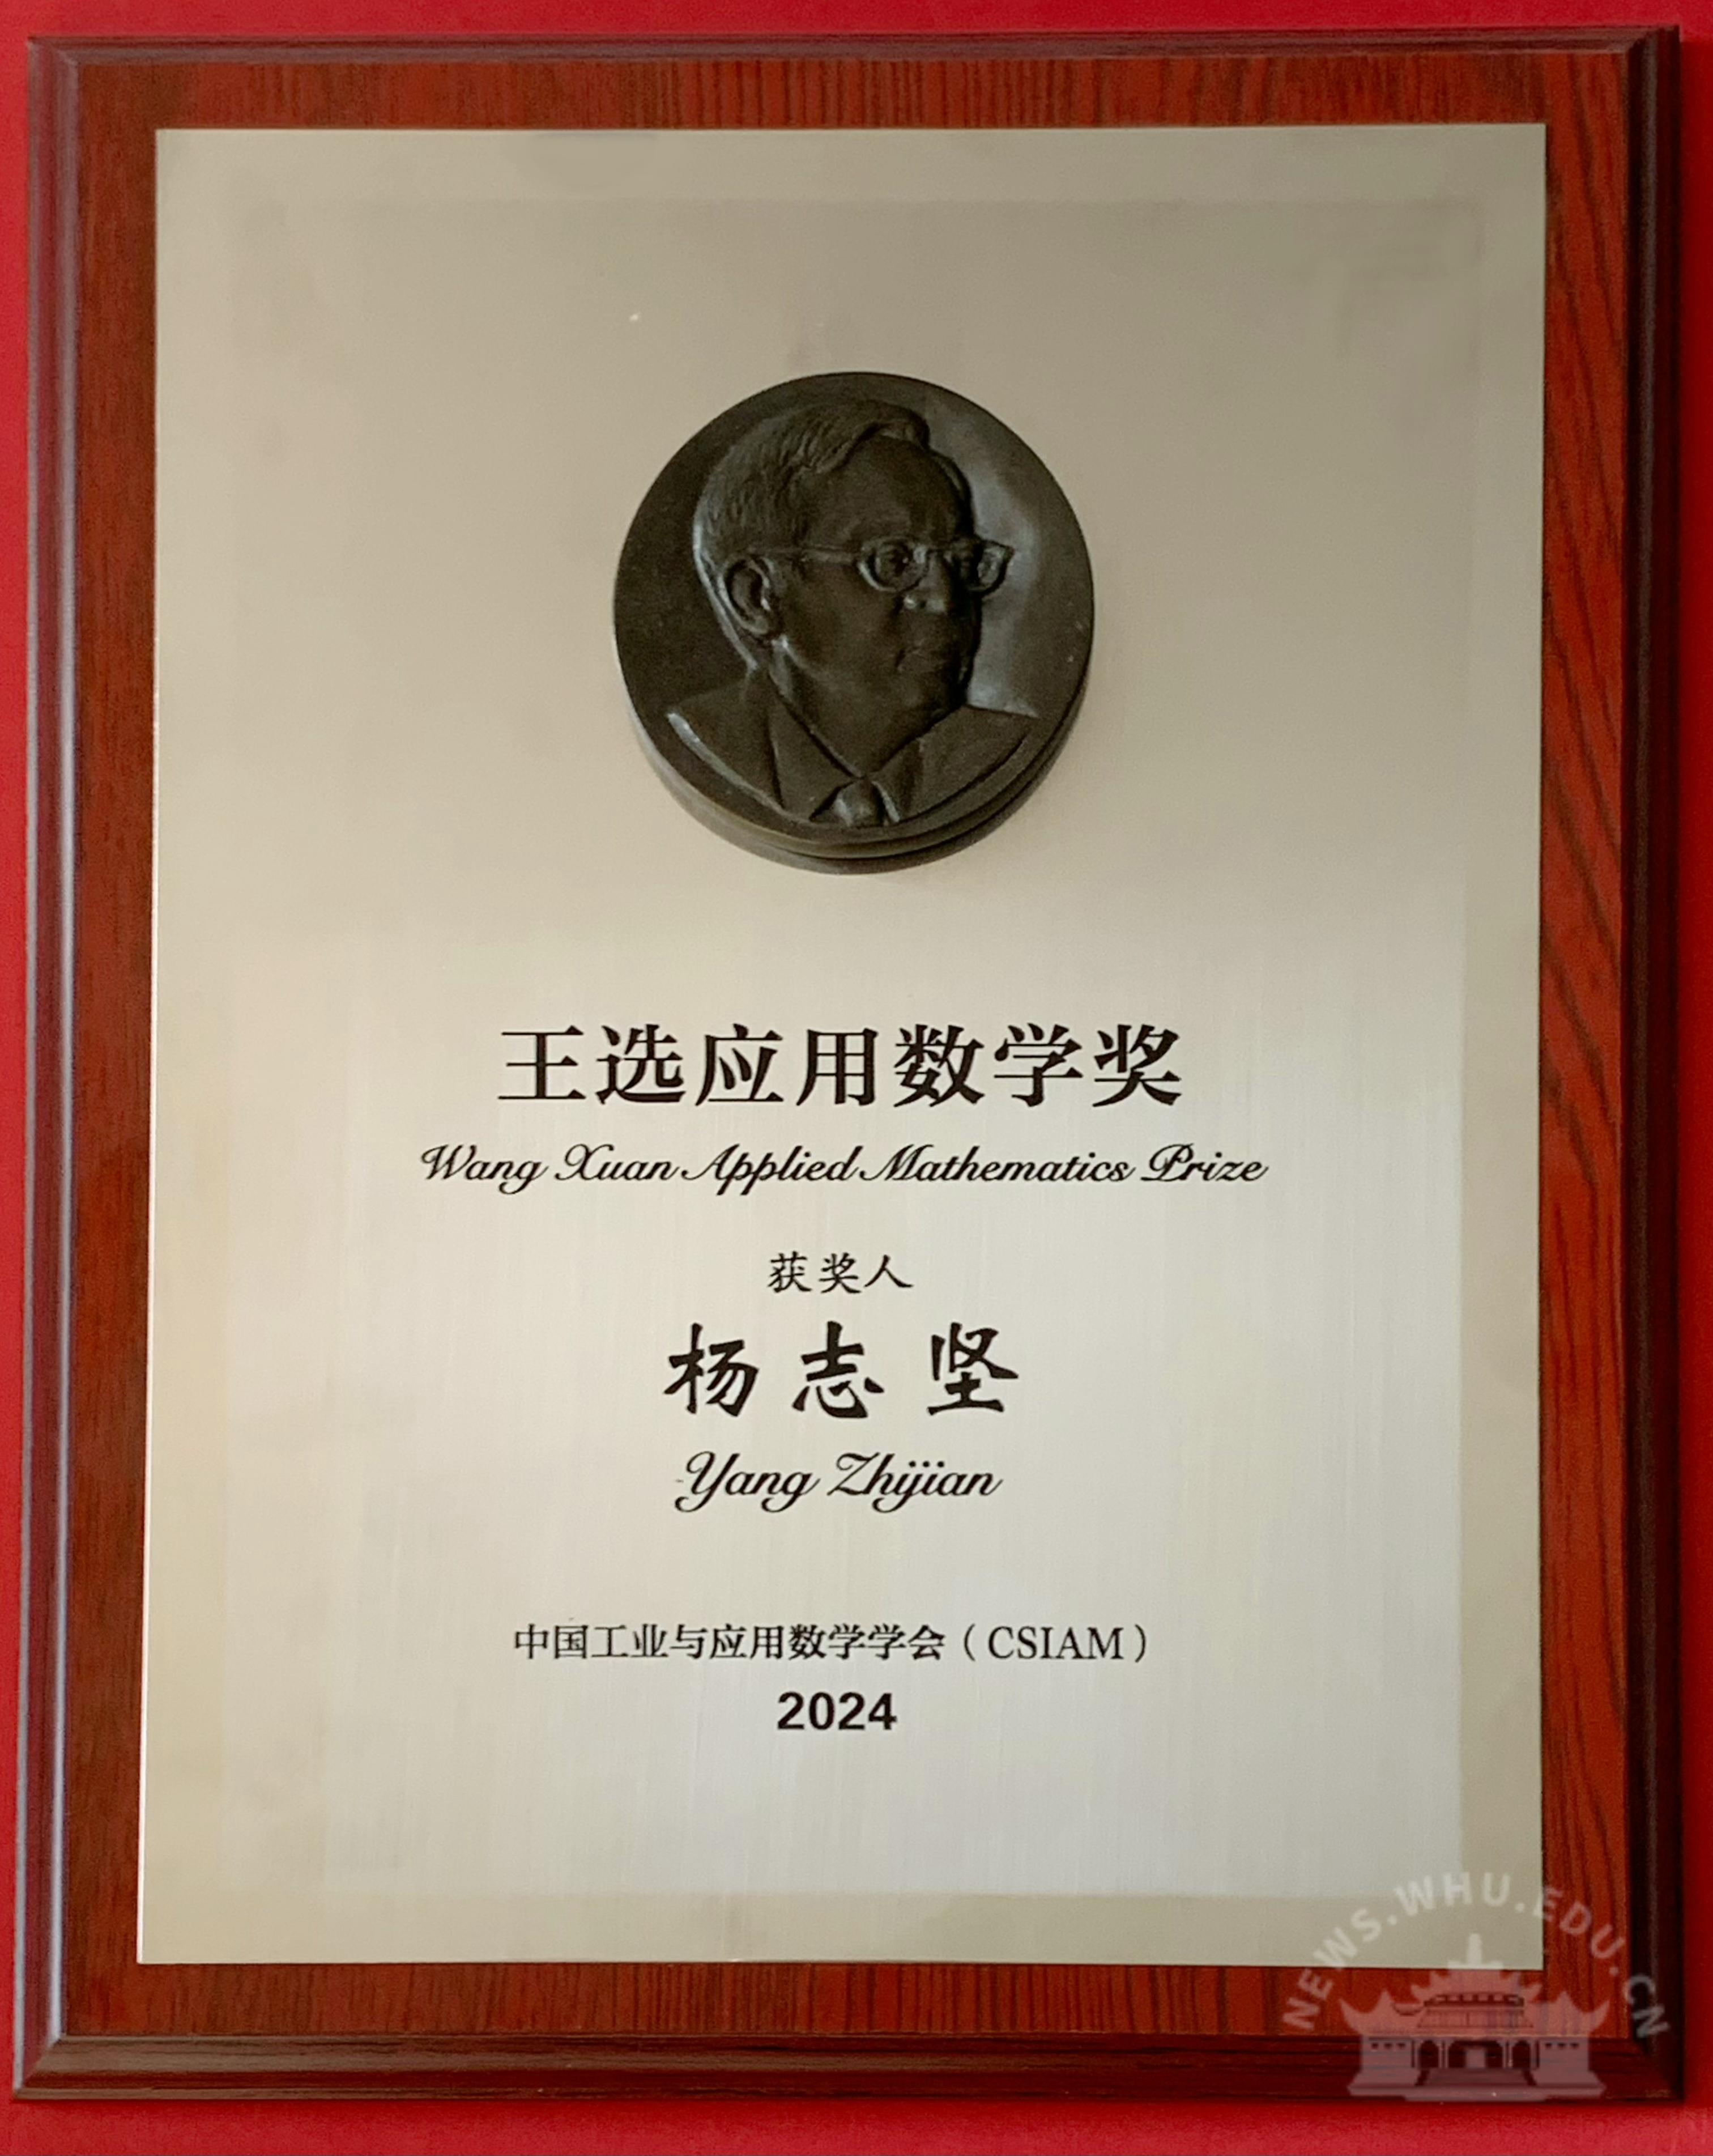 王选应用数学奖
Wang Xuan Applied Mathematics Prize
获奖人
杨志坚
Yang Zhijian
中国工业与应用数学学会（CSIAM）
2024
NEWS.WHU.EDU.CN